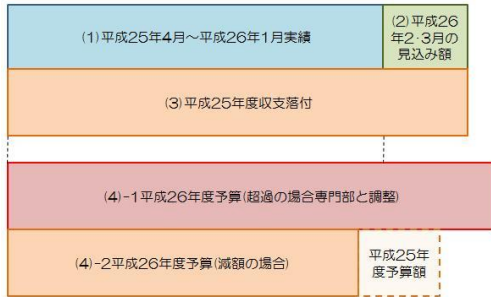 (1)平成25年4月～平成26年1月実績
(2)平成26
年2・3月の
見込み額
(3)平成25年度収支落付
(4)-1平成26年度予算(超過の場合専門部と調整)
(4)-2平成26年度予算(減額の場合)
平成25年
度予算額